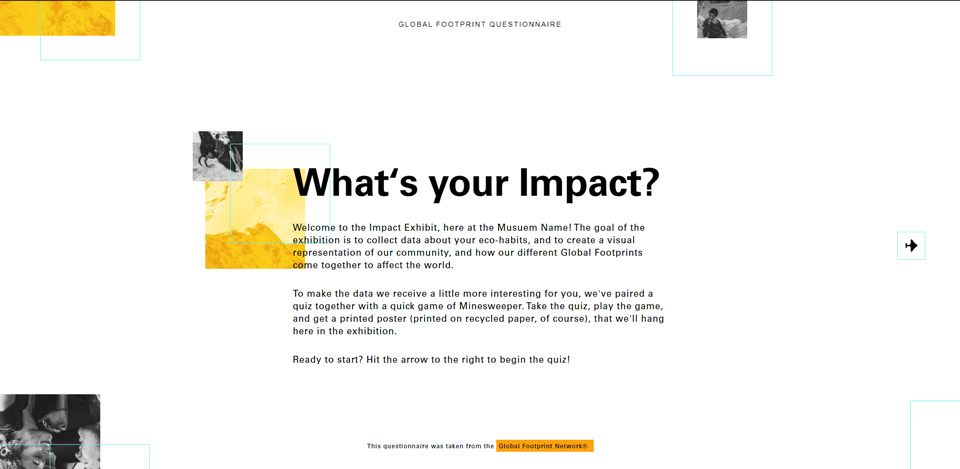 GLOBAL FOOTPRINT QUESTIONNAIRE
What‘s your Impact?
Welcome to the Impact Exhibit, here at the Musuem Name! The goal of the
exhibition is to collect data about your eco-habits, and to create a visual
representation of our community, and how our different Global Footprints
come together to affect the world.
To make the data we receive a little more interesting for you, we've paired a
quiz together with a quick game of Minesweeper. Take the quiz, play the game,
and get a printed poster (printed on recycled paper, of course), that we'll hang
here in the exhibition.
Ready to start? Hit the arrow to the right to begin the quiz!
This questionnaire was taken from the Global Footprint Network®